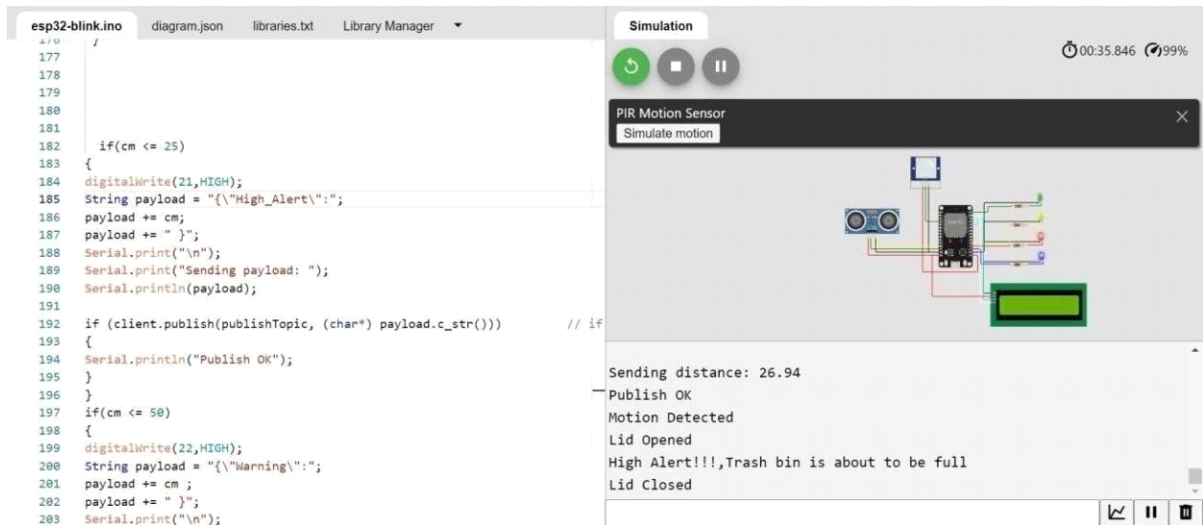 esp32-blink.ino diagram.json libraries.txt Library Manager
176 }
177
178
179
180
181
182 if(cm <= 25)
183 {
184 digitalWrite(21,HIGH);
185 String payload = "{\"High_Alert\":";
186 payload += cm;
187 payload += " }";
188 Serial.print("\n");
189 Serial.print("Sending payload: ");
190 Serial.println(payload);
191
192 if (client.publish(publishTopic, (char*) payload.c_str())) // if
193 {
194 Serial.println("Publish OK");
195 }
196 }
197 if(cm <= 50)
198 {
199 digitalWrite(22,HIGH);
200 String payload = "{\"Warning\":";
201 payload += cm ;
202 payload += " }";
203 Serial.print("\n");
Simulation
00:35.846 99%
PIR Motion Sensor
Simulate motion
Sending distance: 26.94
Publish OK
Motion Detected
Lid Opened
High Alert!!!,Trash bin is about to be full
Lid Closed